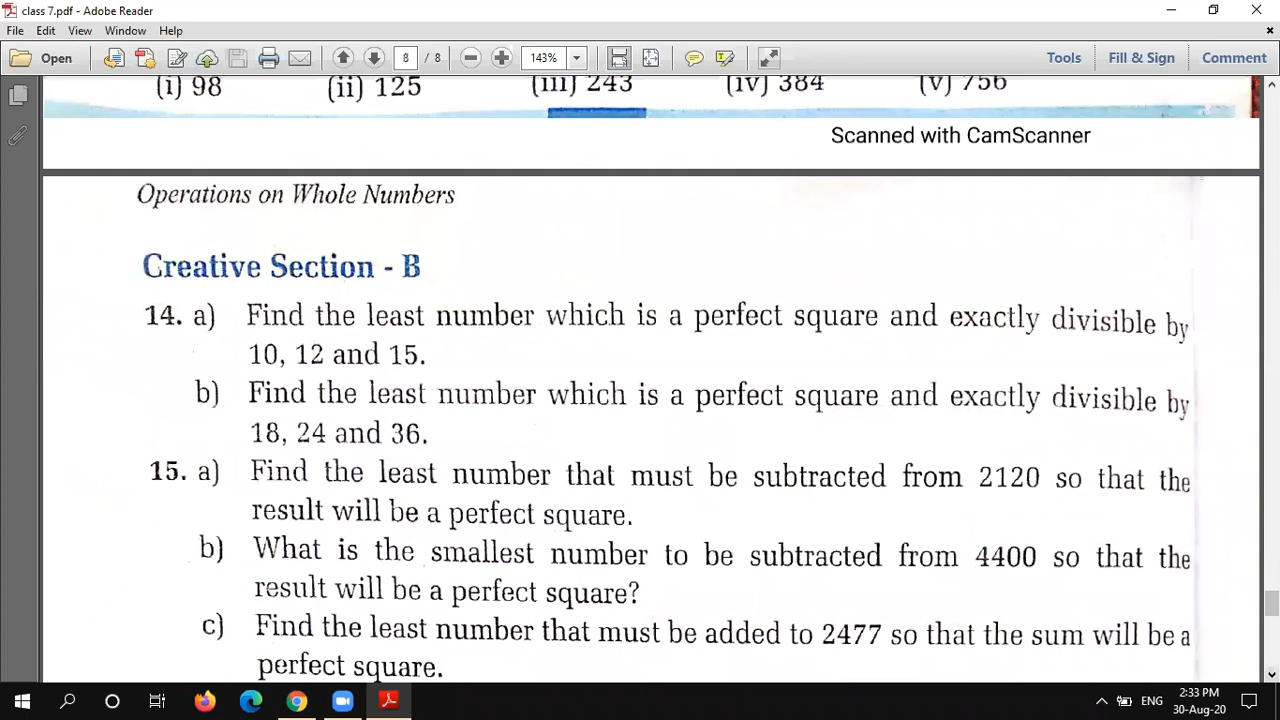 class 7.pdf - Adobe Reader
File Edit View Window Help
Open 8 / 8 143% Tools Fill & Sign Comment
(i) 98 (ii) 125 (iii) 243 (iv) 384 (v) 756
Scanned with CamScanner
Operations on Whole Numbers
Creative Section - B
14. a) Find the least number which is a perfect square and exactly divisible by
10, 12 and 15.
b) Find the least number which is a perfect square and exactly divisible by
18, 24 and 36.
15. a) Find the least number that must be subtracted from 2120 so that the
result will be a perfect square.
b) What is the smallest number to be subtracted from 4400 so that the
result will be a perfect square?
c) Find the least number that must be added to 2477 so that the sum will be a
perfect square.
ENG 2:33 PM
30-Aug-20